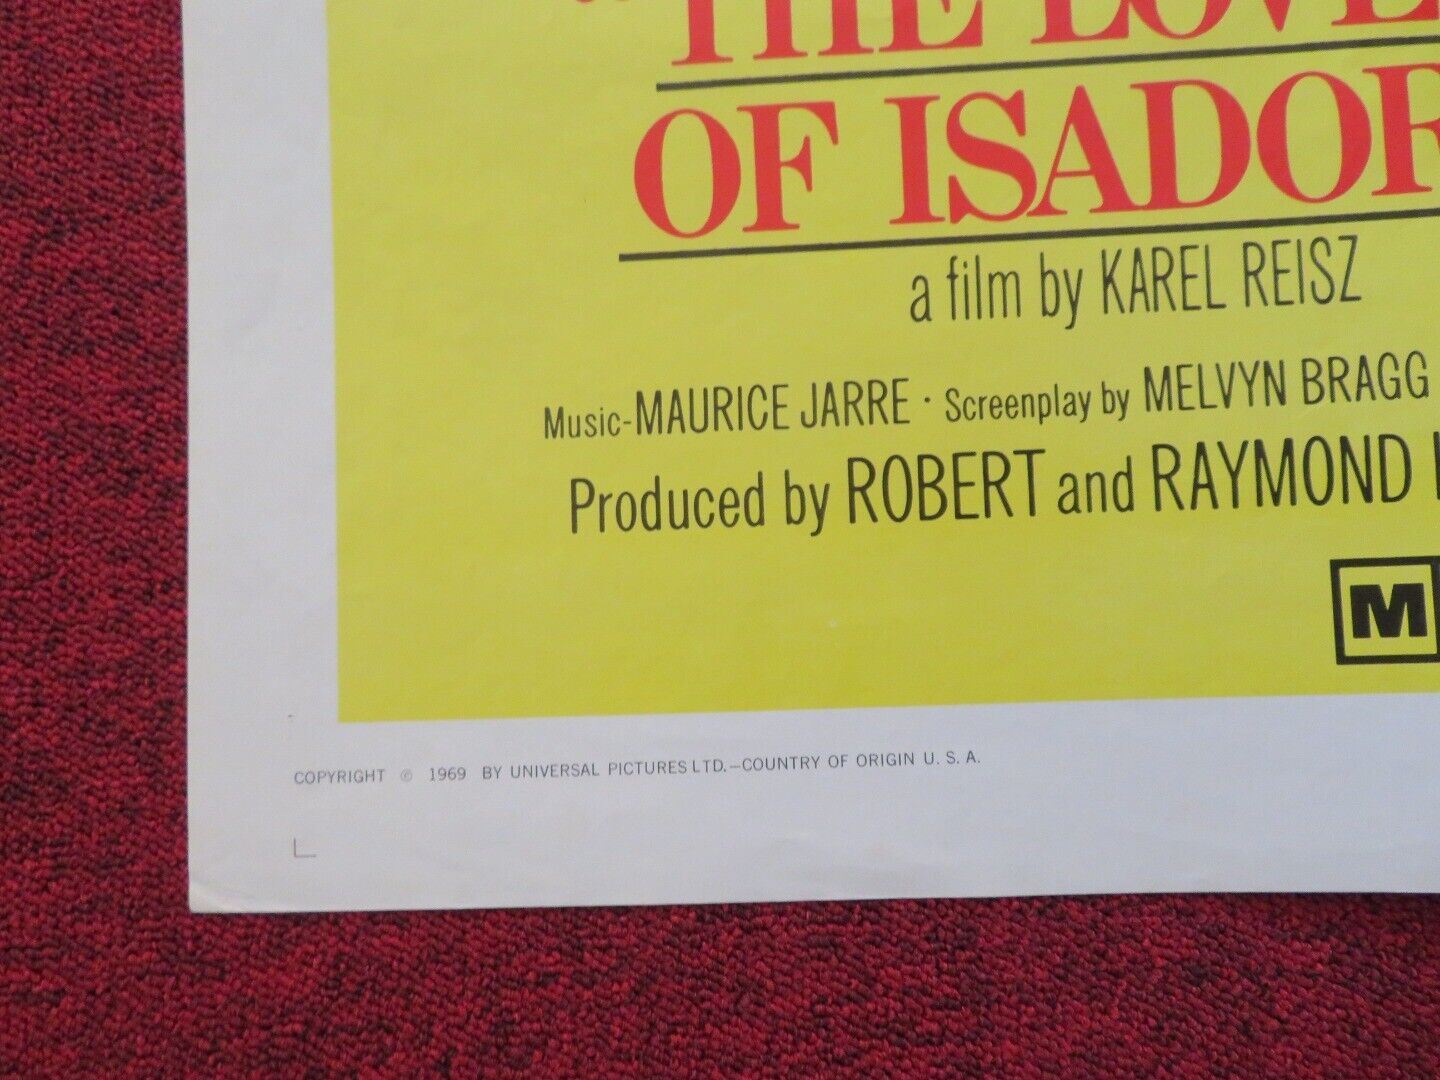 THE LOVE
OF ISADOR
a film by KAREL REISZ
Music-MAURICE JARRE · Screenplay by MELVYN BRAGG
Produced by ROBERT and RAYMOND
M
COPYRIGHT © 1969 BY UNIVERSAL PICTURES LTD.—COUNTRY OF ORIGIN U. S. A.